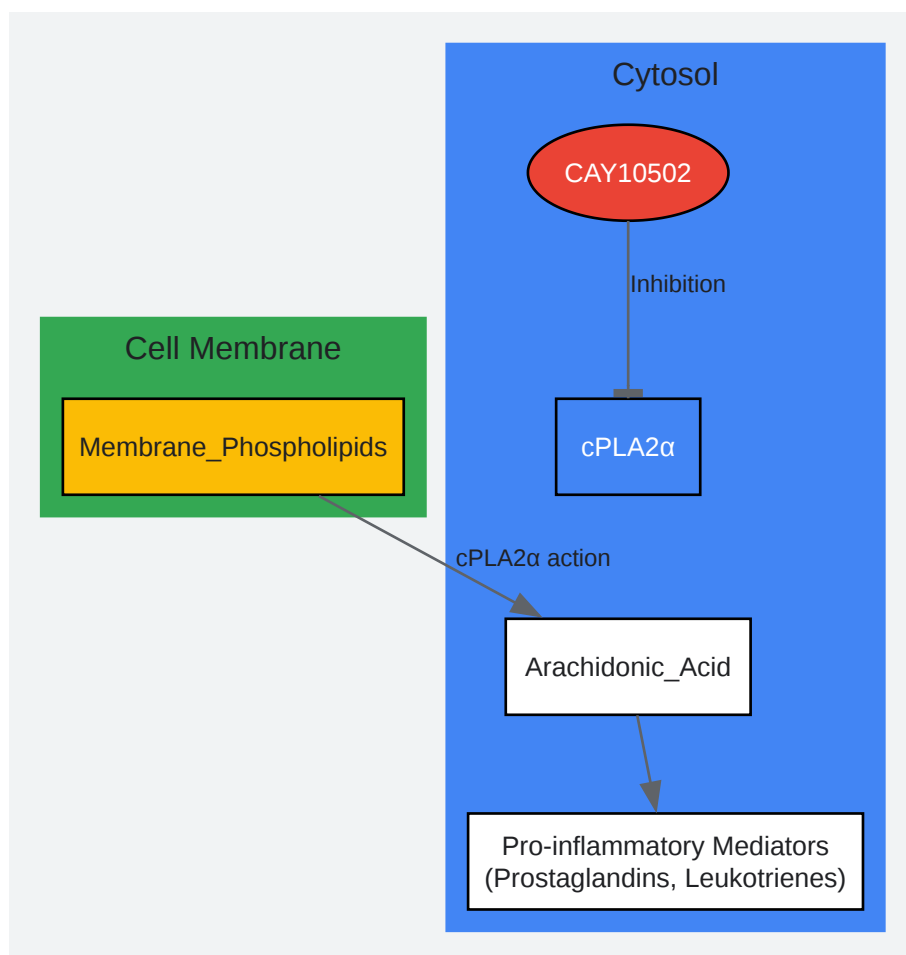 Cytosol
CAY10502
Inhibition
Cell Membrane
Membrane_Phospholipids
cPLA2α
cPLA2α action
Arachidonic_Acid
Pro-inflammatory Mediators
(Prostaglandins, Leukotrienes)